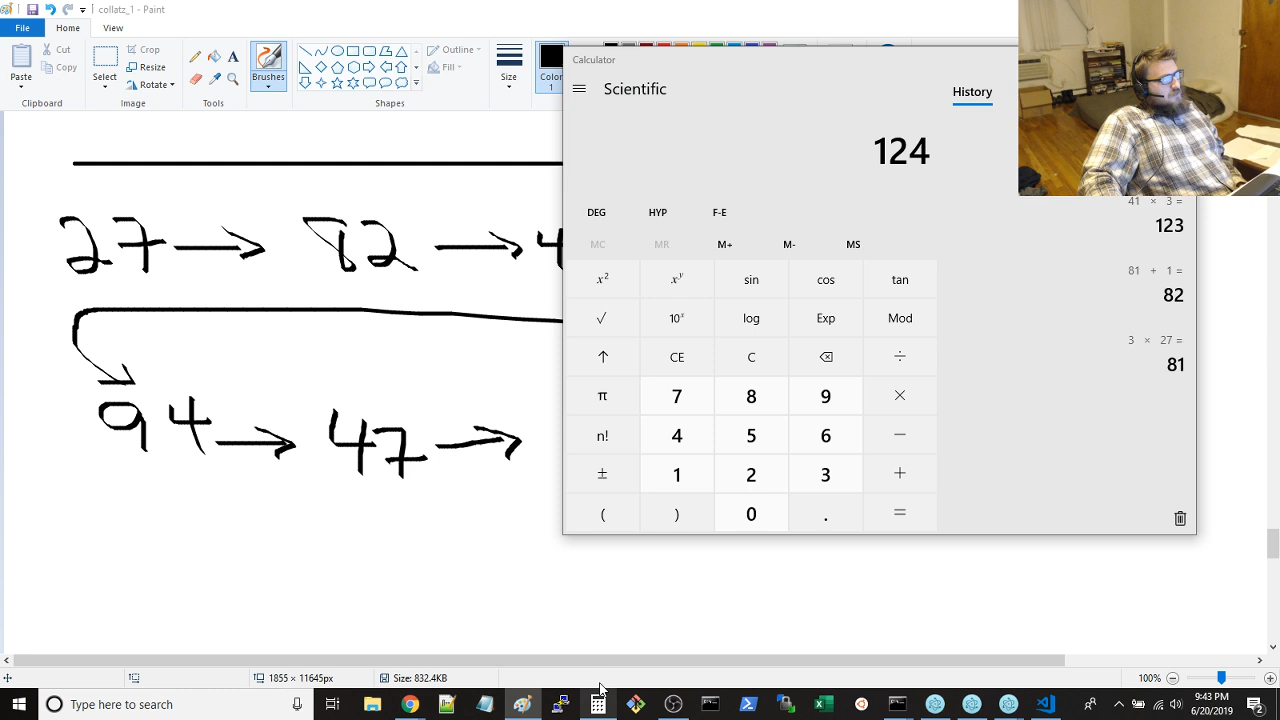 collatz_1 - Paint
File Home View
Paste Cut Copy Clipboard
Select Crop Resize Rotate Image
A Tools
Brushes
Shapes Outline Fill
Size
Color 1
27 → 82 → 4
94 → 47 →
Calculator
Scientific
History
124
DEG HYP F-E
MC MR M+ M- MS
x² xʸ sin cos tan
√ 10ˣ log Exp Mod
↑ CE C ⌫ ÷
π 7 8 9 ×
n! 4 5 6 −
± 1 2 3 +
( ) 0 . =
41 × 3 =
123
81 + 1 =
82
3 × 27 =
81
1855 × 11645px Size: 832.4KB 100%
Type here to search
9:43 PM
6/20/2019